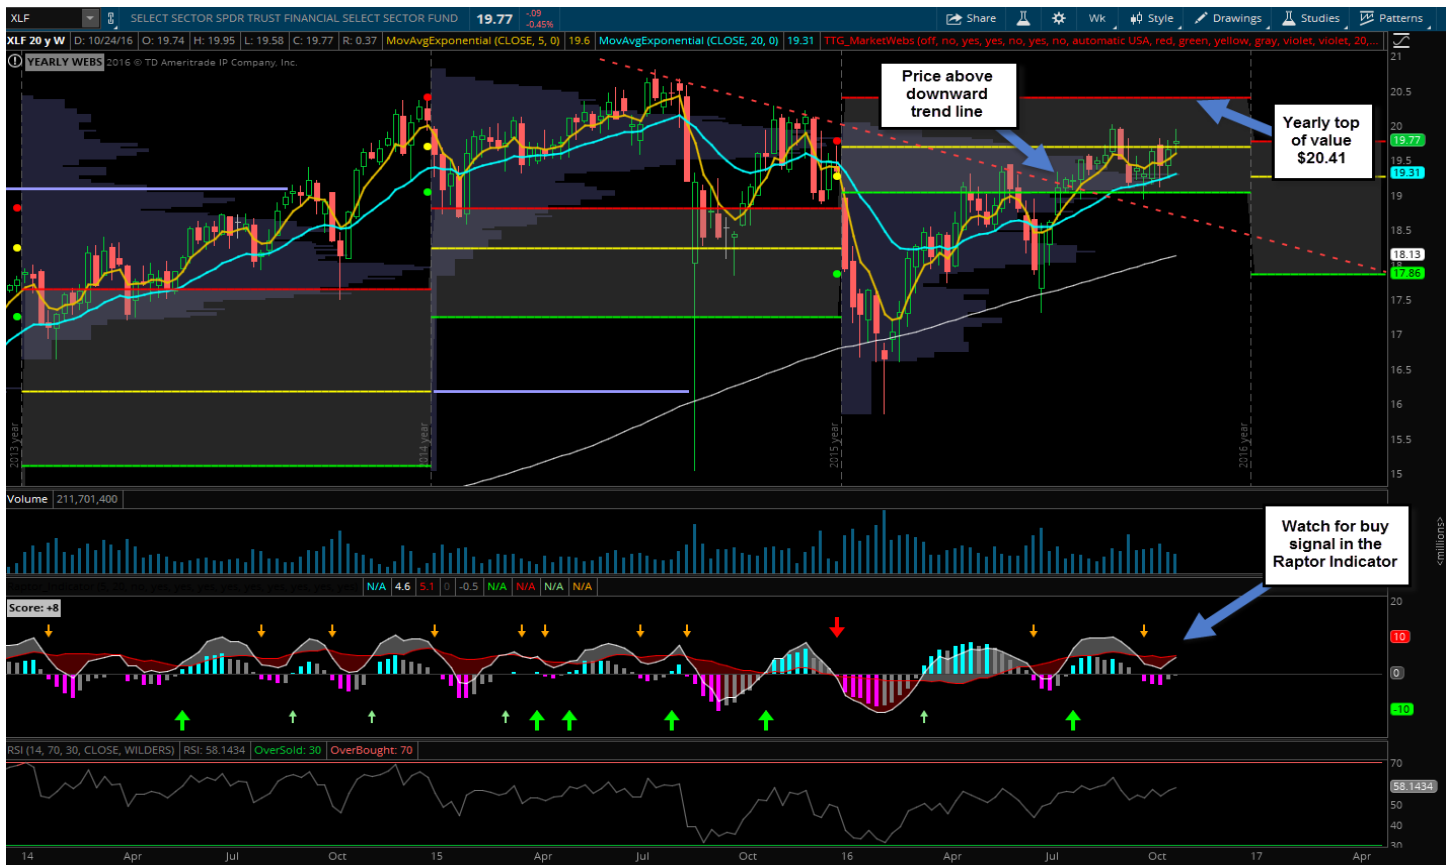 XLF
SELECT SECTOR SPDR TRUST FINANCIAL SELECT SECTOR FUND 19.77 -.09 -0.45%
Share Wk Style Drawings Studies Patterns
XLF 20 y W D: 10/24/16 O: 19.74 H: 19.95 L: 19.58 C: 19.77 R: 0.37 MovAvgExponential (CLOSE, 5, 0) 19.6 MovAvgExponential (CLOSE, 20, 0) 19.31 TTG_MarketWebs (off, no, yes, yes, no, yes, no, automatic USA, red, green, yellow, gray, violet, violet, 20,...
YEARLY WEBS 2016 © TD Ameritrade IP Company, Inc.
Price above
downward
trend line
Yearly top
of value
$20.41
21
20.5
20
19.77
19.5
19.31
19
18.5
18.13
18
17.86
17.5
17
16.5
16
15.5
15
2013 year
2014 year
2015 year
2016 year
Volume 211,701,400
<millions>
Watch for buy
signal in the
Raptor Indicator
N/A 4.6 5.1 0 -0.5 N/A N/A N/A N/A
Score: +8
20
10
0
-10
RSI (14, 70, 30, CLOSE, WILDERS) RSI: 58.1434 OverSold: 30 OverBought: 70
70
58.1434
50
40
30
14 Apr Jul Oct 15 Apr Jul Oct 16 Apr Jul Oct 17 Apr